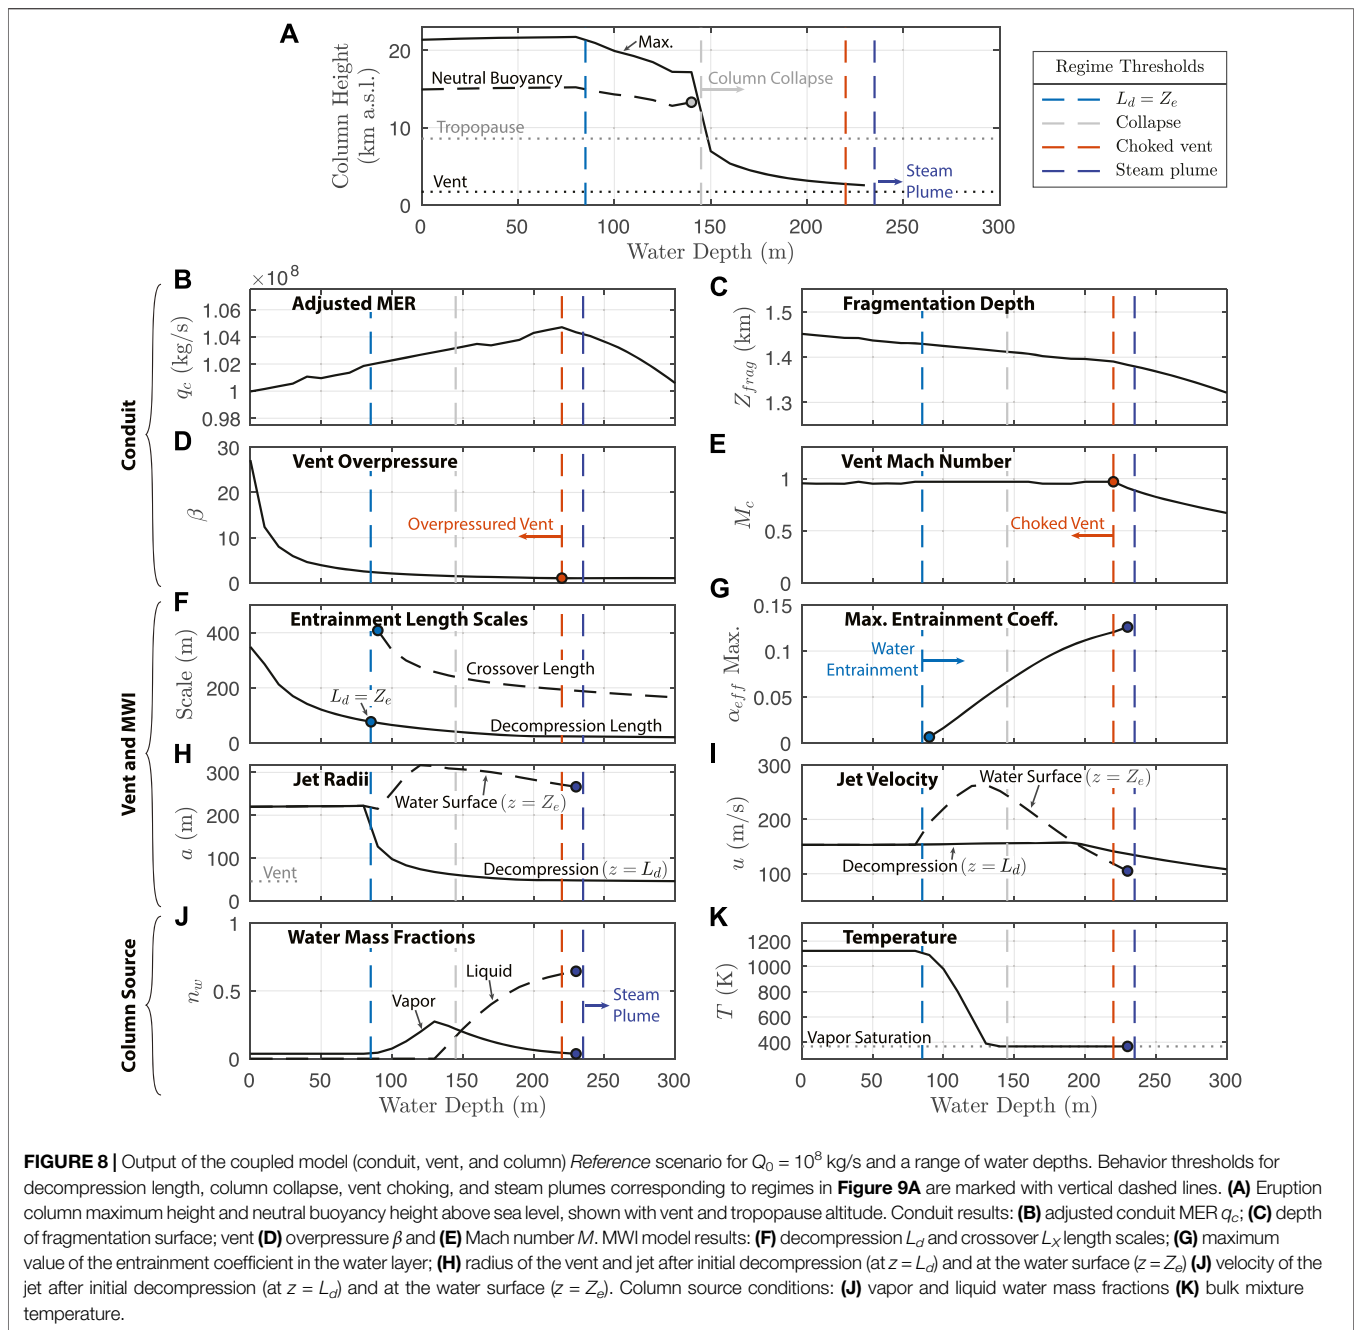 A
Column Height
(km a.s.l.)
20
10
0
Max.
Neutral Buoyancy
Column Collapse
Tropopause
Vent
Steam
Plume
0 50 100 150 200 250 300
Water Depth (m)
Regime Thresholds
L_d = Z_e
Collapse
Choked vent
Steam plume
Conduit
B
×10^8
Adjusted MER
q_c (kg/s)
1.06
1.04
1.02
1
0.98
C
Fragmentation Depth
Z_frag (km)
1.5
1.4
1.3
D
Vent Overpressure
β
30
20
10
0
Overpressured Vent
E
Vent Mach Number
M_c
1
0.5
0
Choked Vent
Vent and MWI
F
Entrainment Length Scales
Scale (m)
400
200
0
Crossover Length
L_d = Z_e
Decompression Length
G
Max. Entrainment Coeff.
α_eff Max.
0.15
0.1
0.05
0
Water
Entrainment
H
Jet Radii
a (m)
300
200
100
0
Water Surface (z = Z_e)
Decompression (z = L_d)
Vent
I
Jet Velocity
u (m/s)
300
200
100
Water Surface (z = Z_e)
Decompression (z = L_d)
Column Source
J
Water Mass Fractions
n_w
1
0.5
0
Liquid
Vapor
Steam
Plume
0 50 100 150 200 250 300
Water Depth (m)
K
Temperature
T (K)
1200
1000
800
600
400
Vapor Saturation
0 50 100 150 200 250 300
Water Depth (m)
FIGURE 8 | Output of the coupled model (conduit, vent, and column) Reference scenario for Q_0 = 10^8 kg/s and a range of water depths. Behavior thresholds for
decompression length, column collapse, vent choking, and steam plumes corresponding to regimes in Figure 9A are marked with vertical dashed lines. (A) Eruption
column maximum height and neutral buoyancy height above sea level, shown with vent and tropopause altitude. Conduit results: (B) adjusted conduit MER q_c; (C) depth
of fragmentation surface; vent (D) overpressure β and (E) Mach number M. MWI model results: (F) decompression L_d and crossover L_X length scales; (G) maximum
value of the entrainment coefficient in the water layer; (H) radius of the vent and jet after initial decompression (at z = L_d) and at the water surface (z = Z_e) (J) velocity of the
jet after initial decompression (at z = L_d) and at the water surface (z = Z_e). Column source conditions: (J) vapor and liquid water mass fractions (K) bulk mixture
temperature.